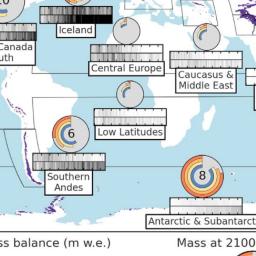 Iceland
Canada
uth
Central Europe
Caucasus &
Middle East
Low Latitudes
6
Southern
Andes
8
Antarctic & Subantarct
ss balance (m w.e.)
Mass at 2100